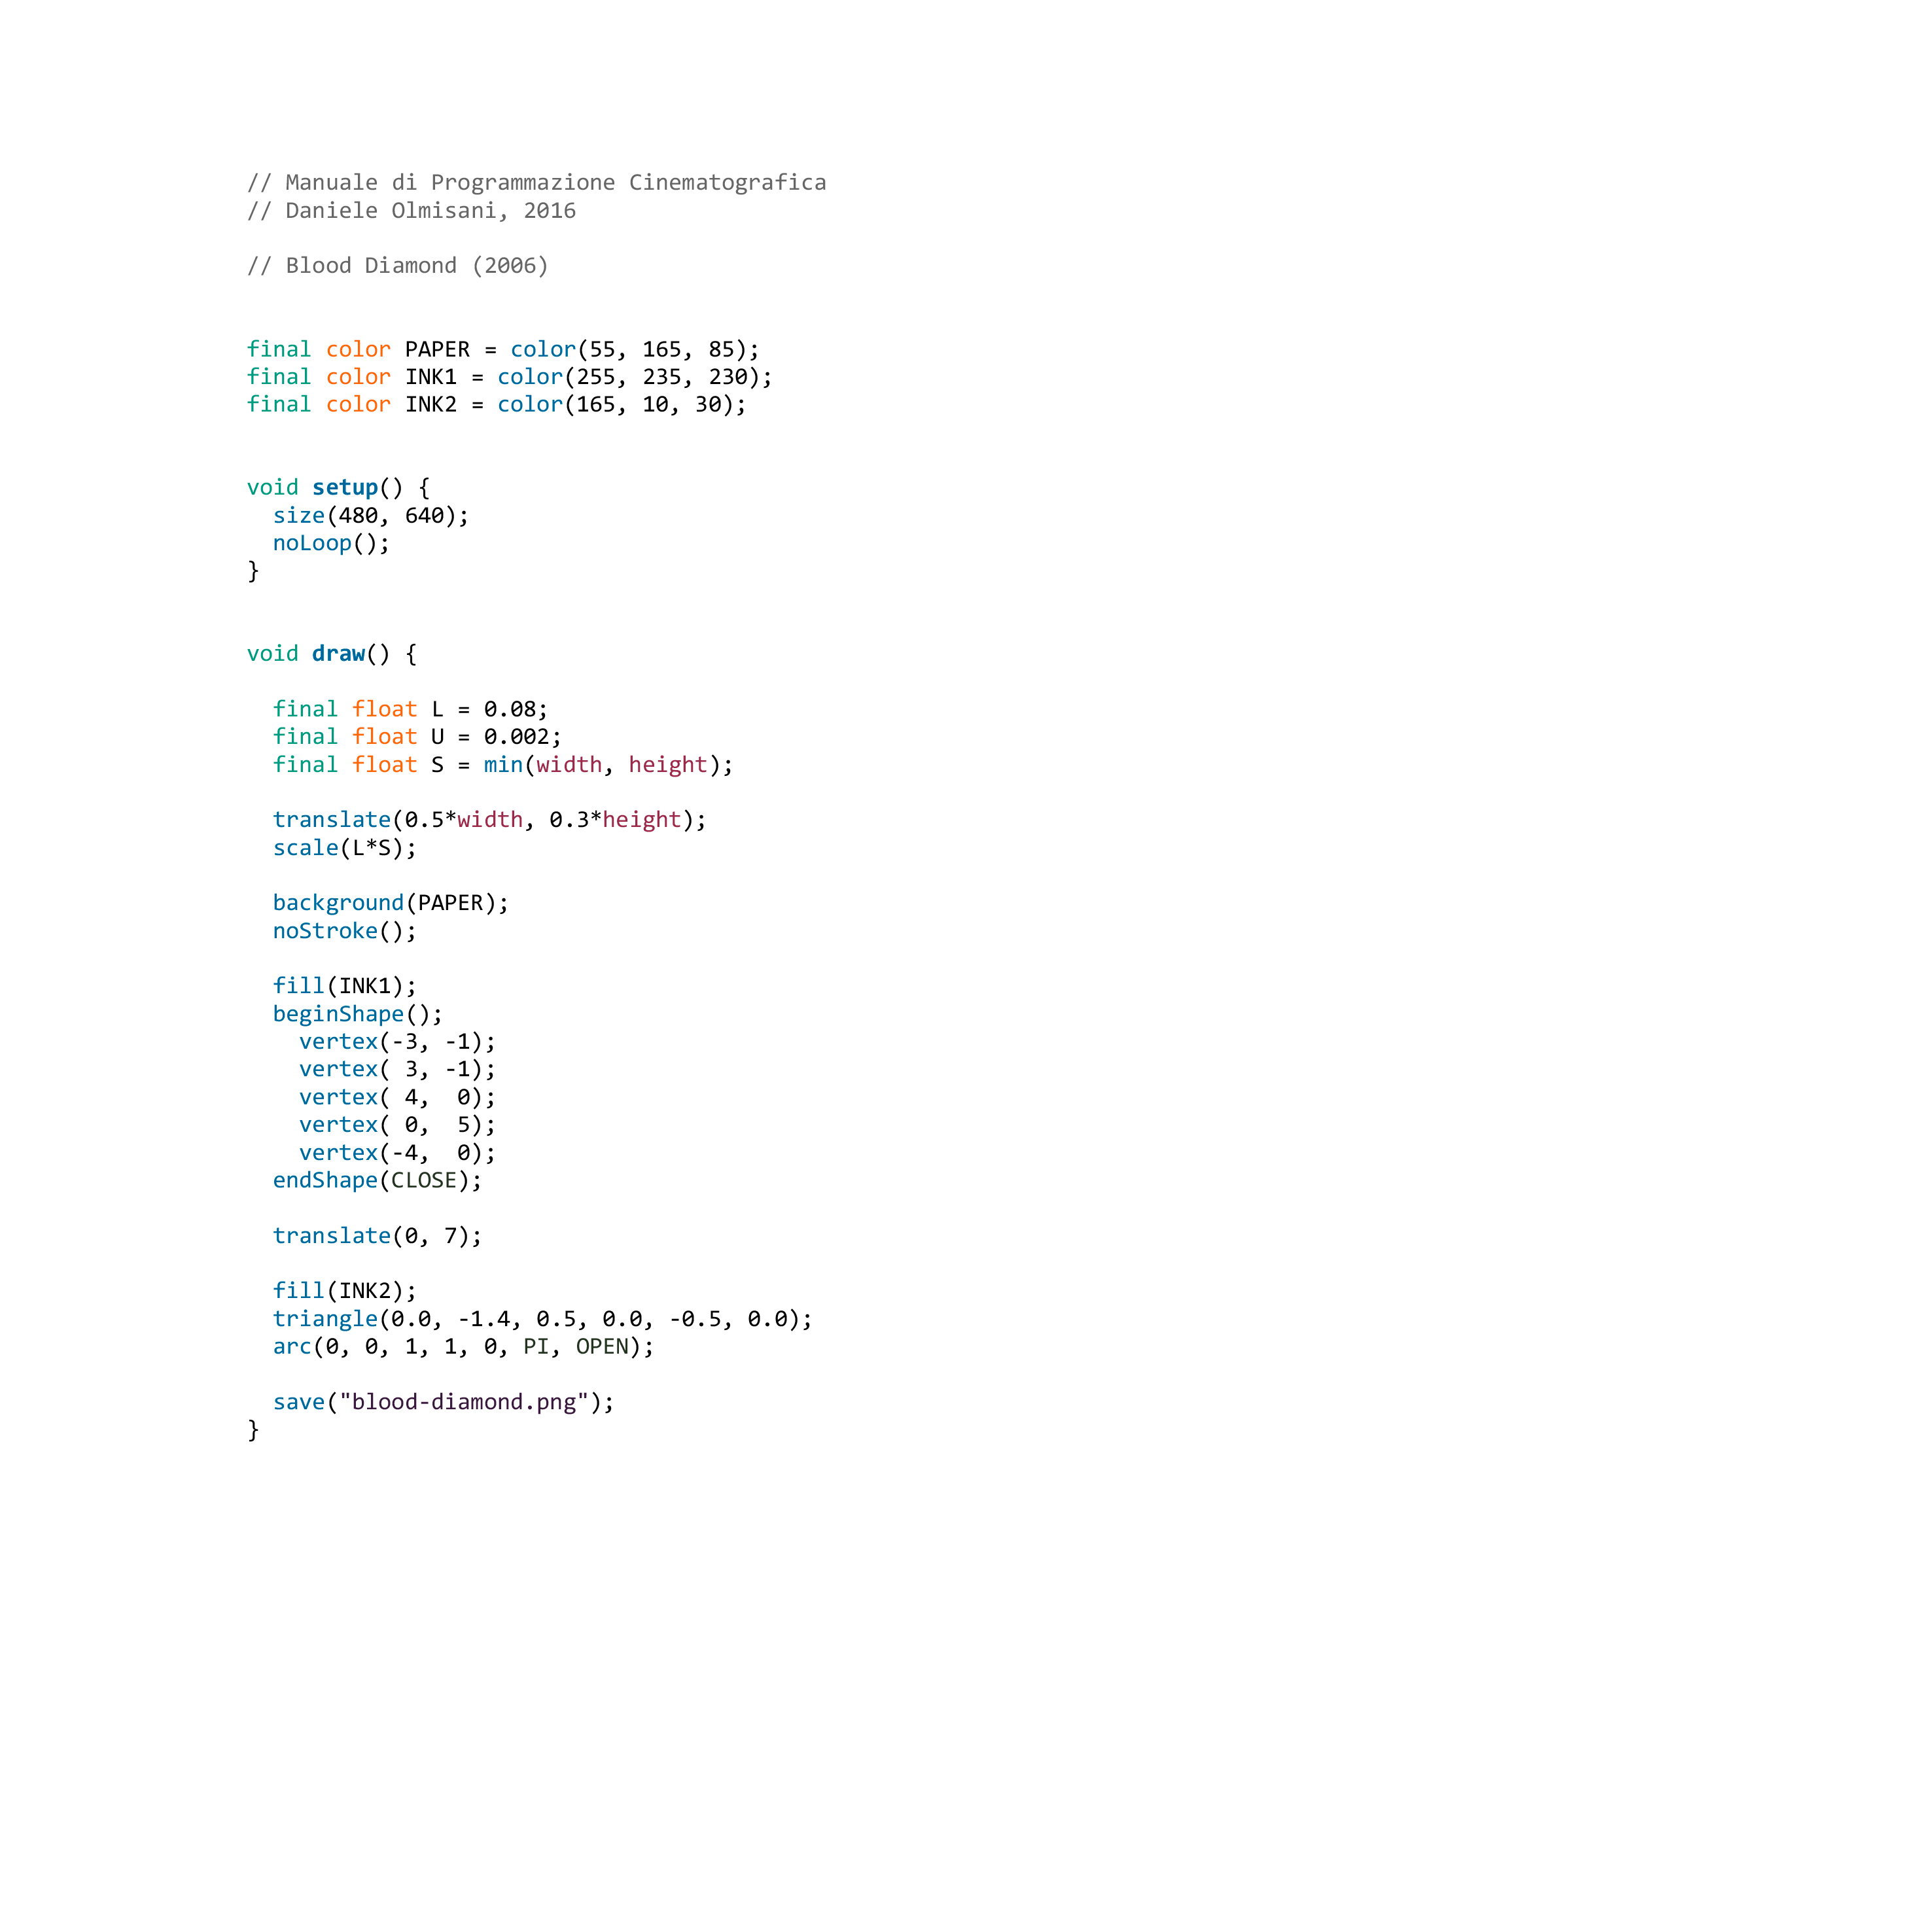 // Manuale di Programmazione Cinematografica
// Daniele Olmisani, 2016
// Blood Diamond (2006)
final color PAPER = color(55, 165, 85);
final color INK1 = color(255, 235, 230);
final color INK2 = color(165, 10, 30);
void setup() {
  size(480, 640);
  noLoop();
}
void draw() {
  final float L = 0.08;
  final float U = 0.002;
  final float S = min(width, height);
  translate(0.5*width, 0.3*height);
  scale(L*S);
  background(PAPER);
  noStroke();
  fill(INK1);
  beginShape();
    vertex(-3, -1);
    vertex( 3, -1);
    vertex( 4,  0);
    vertex( 0,  5);
    vertex(-4,  0);
  endShape(CLOSE);
  translate(0, 7);
  fill(INK2);
  triangle(0.0, -1.4, 0.5, 0.0, -0.5, 0.0);
  arc(0, 0, 1, 1, 0, PI, OPEN);
  save("blood-diamond.png");
}